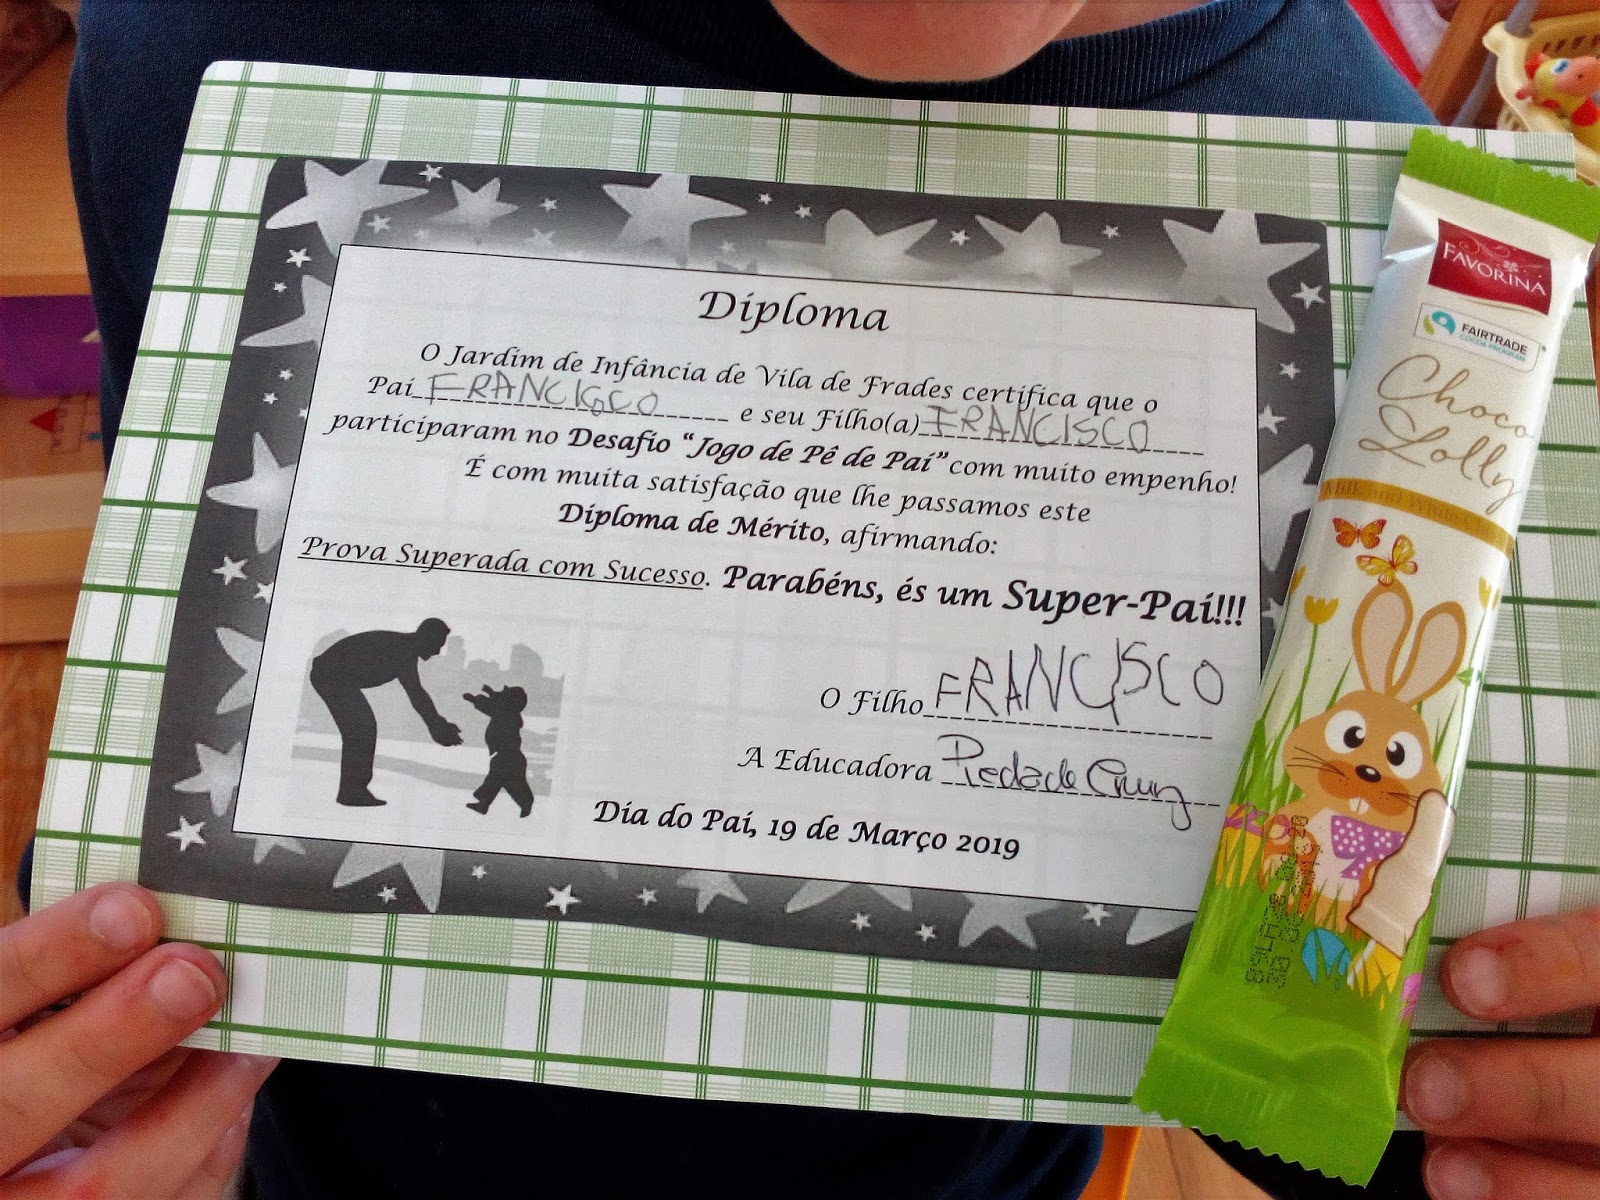 Diploma
O Jardim de Infância de Vila de Frades certifica que o
Pai FRANCISCO e seu Filho(a) FRANCISCO
participaram no Desafio "Jogo de Pê de Pai" com muito empenho!
É com muita satisfação que lhe passamos este
Diploma de Mérito, afirmando:
Prova Superada com Sucesso. Parabéns, és um Super-Pai!!!
O Filho FRANCISCO
A Educadora Piedade Cruz
Dia do Pai, 19 de Março 2019
FAVORINA
FAIRTRADE
COCOA PROGRAM
Choco
Lolly
Milk and White